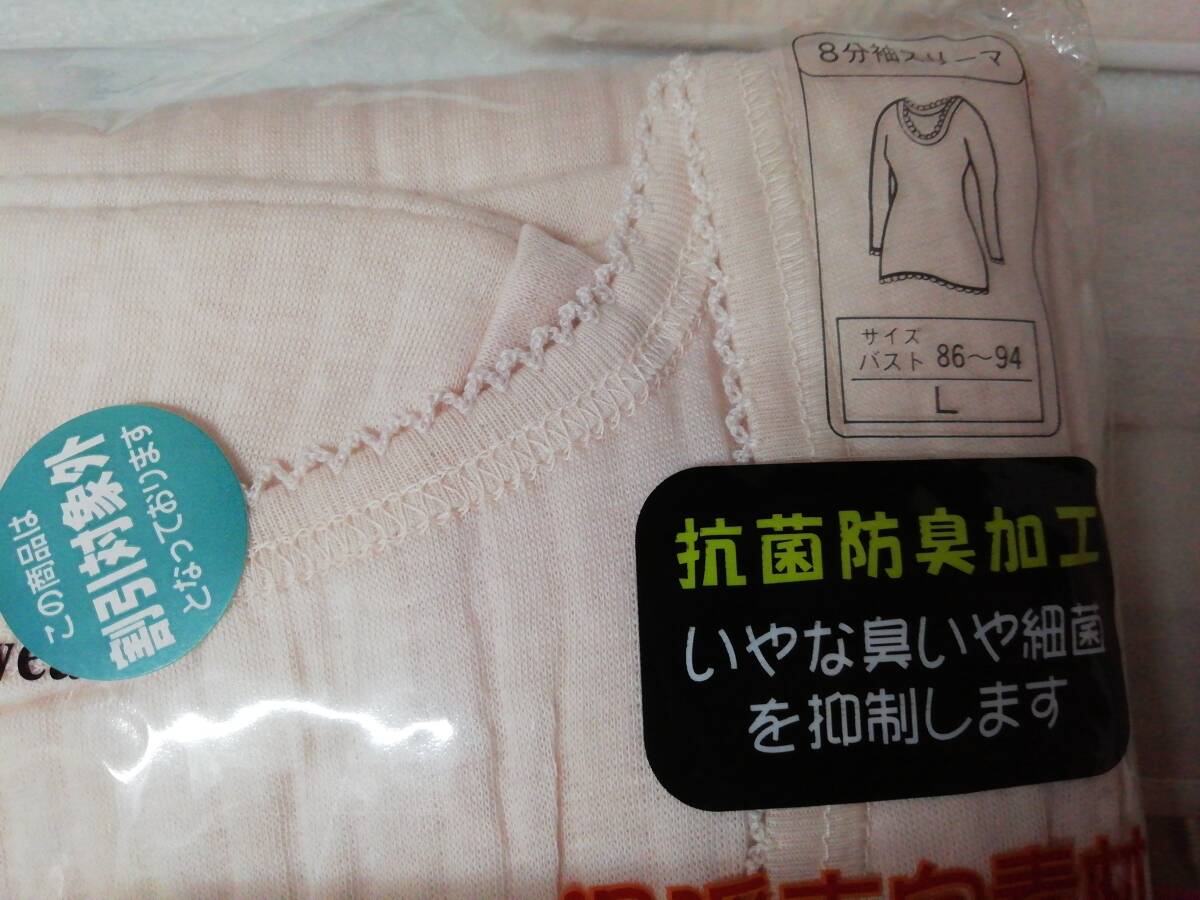 8分袖スリーマ
サイズ
バスト 86～94
L
この商品は
割引対象外
となっております
抗菌防臭加工
いやな臭いや細菌
を抑制します